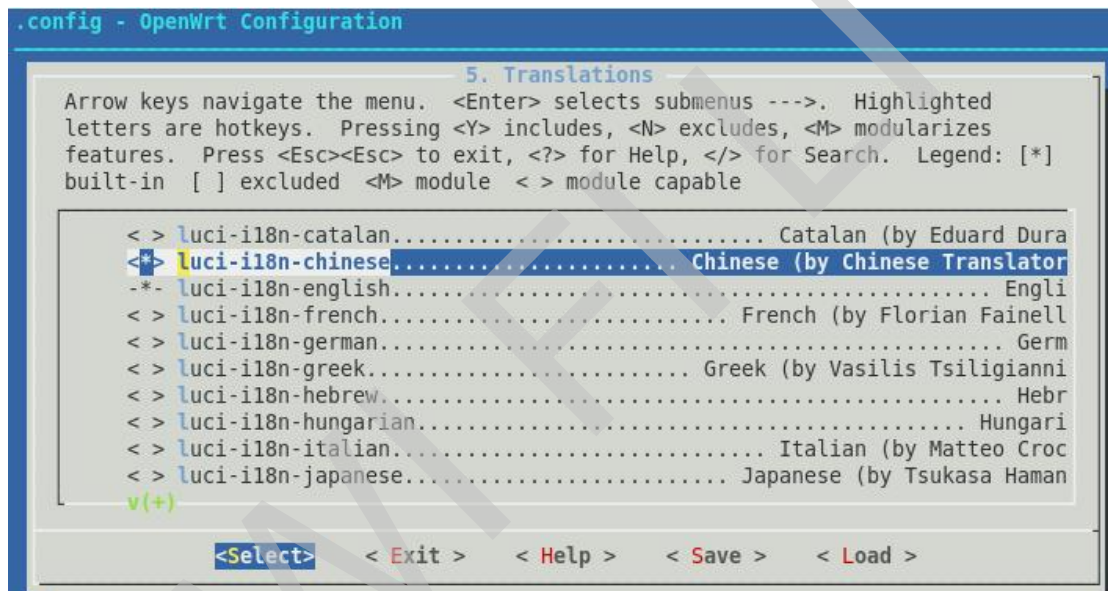 .config - OpenWrt Configuration
5. Translations
Arrow keys navigate the menu.  <Enter> selects submenus --->.  Highlighted
letters are hotkeys.  Pressing <Y> includes, <N> excludes, <M> modularizes
features.  Press <Esc><Esc> to exit, <?> for Help, </> for Search.  Legend: [*]
built-in  [ ] excluded  <M> module  < > module capable
< > luci-i18n-catalan.............................. Catalan (by Eduard Dura
<*> luci-i18n-chinese....................... Chinese (by Chinese Translator
-*- luci-i18n-english................................................ Engli
< > luci-i18n-french............................ French (by Florian Fainell
< > luci-i18n-german.................................................. Germ
< > luci-i18n-greek.......................... Greek (by Vasilis Tsiligianni
< > luci-i18n-hebrew.................................................. Hebr
< > luci-i18n-hungarian............................................ Hungari
< > luci-i18n-italian.............................. Italian (by Matteo Croc
< > luci-i18n-japanese.......................... Japanese (by Tsukasa Haman
v(+)
<Select>    < Exit >    < Help >    < Save >    < Load >